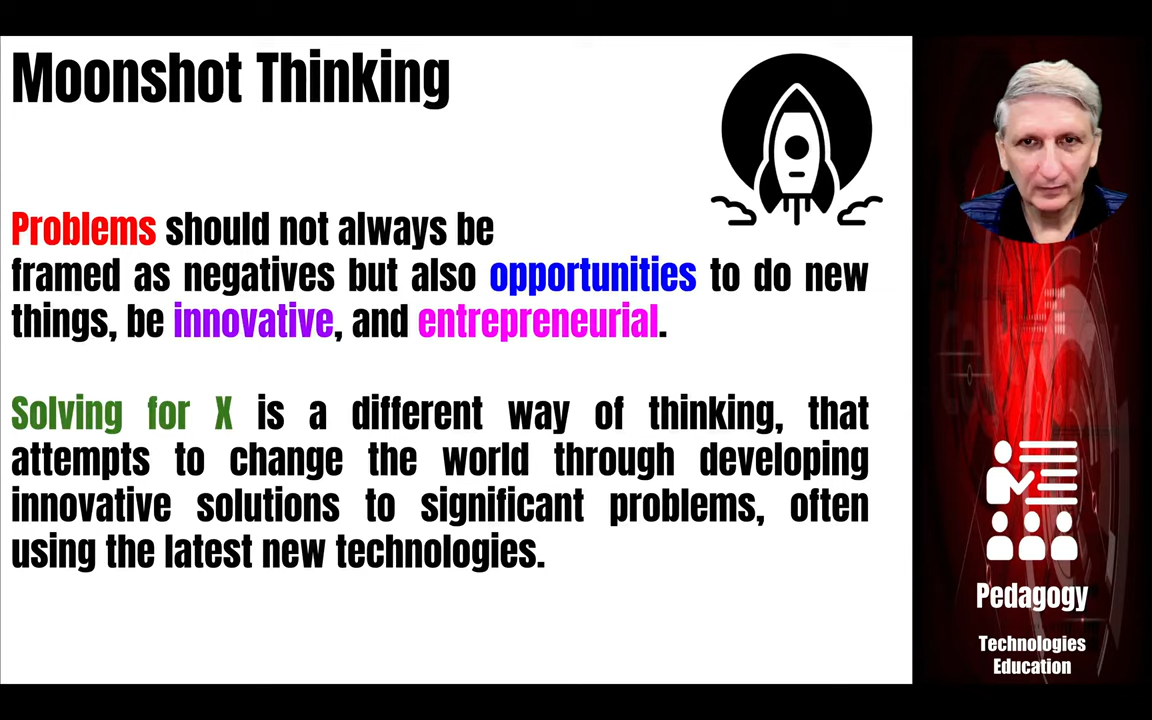 Moonshot Thinking
Problems should not always be
framed as negatives but also opportunities to do new
things, be innovative, and entrepreneurial.
Solving for X is a different way of thinking, that
attempts to change the world through developing
innovative solutions to significant problems, often
using the latest new technologies.
Pedagogy
Technologies
Education